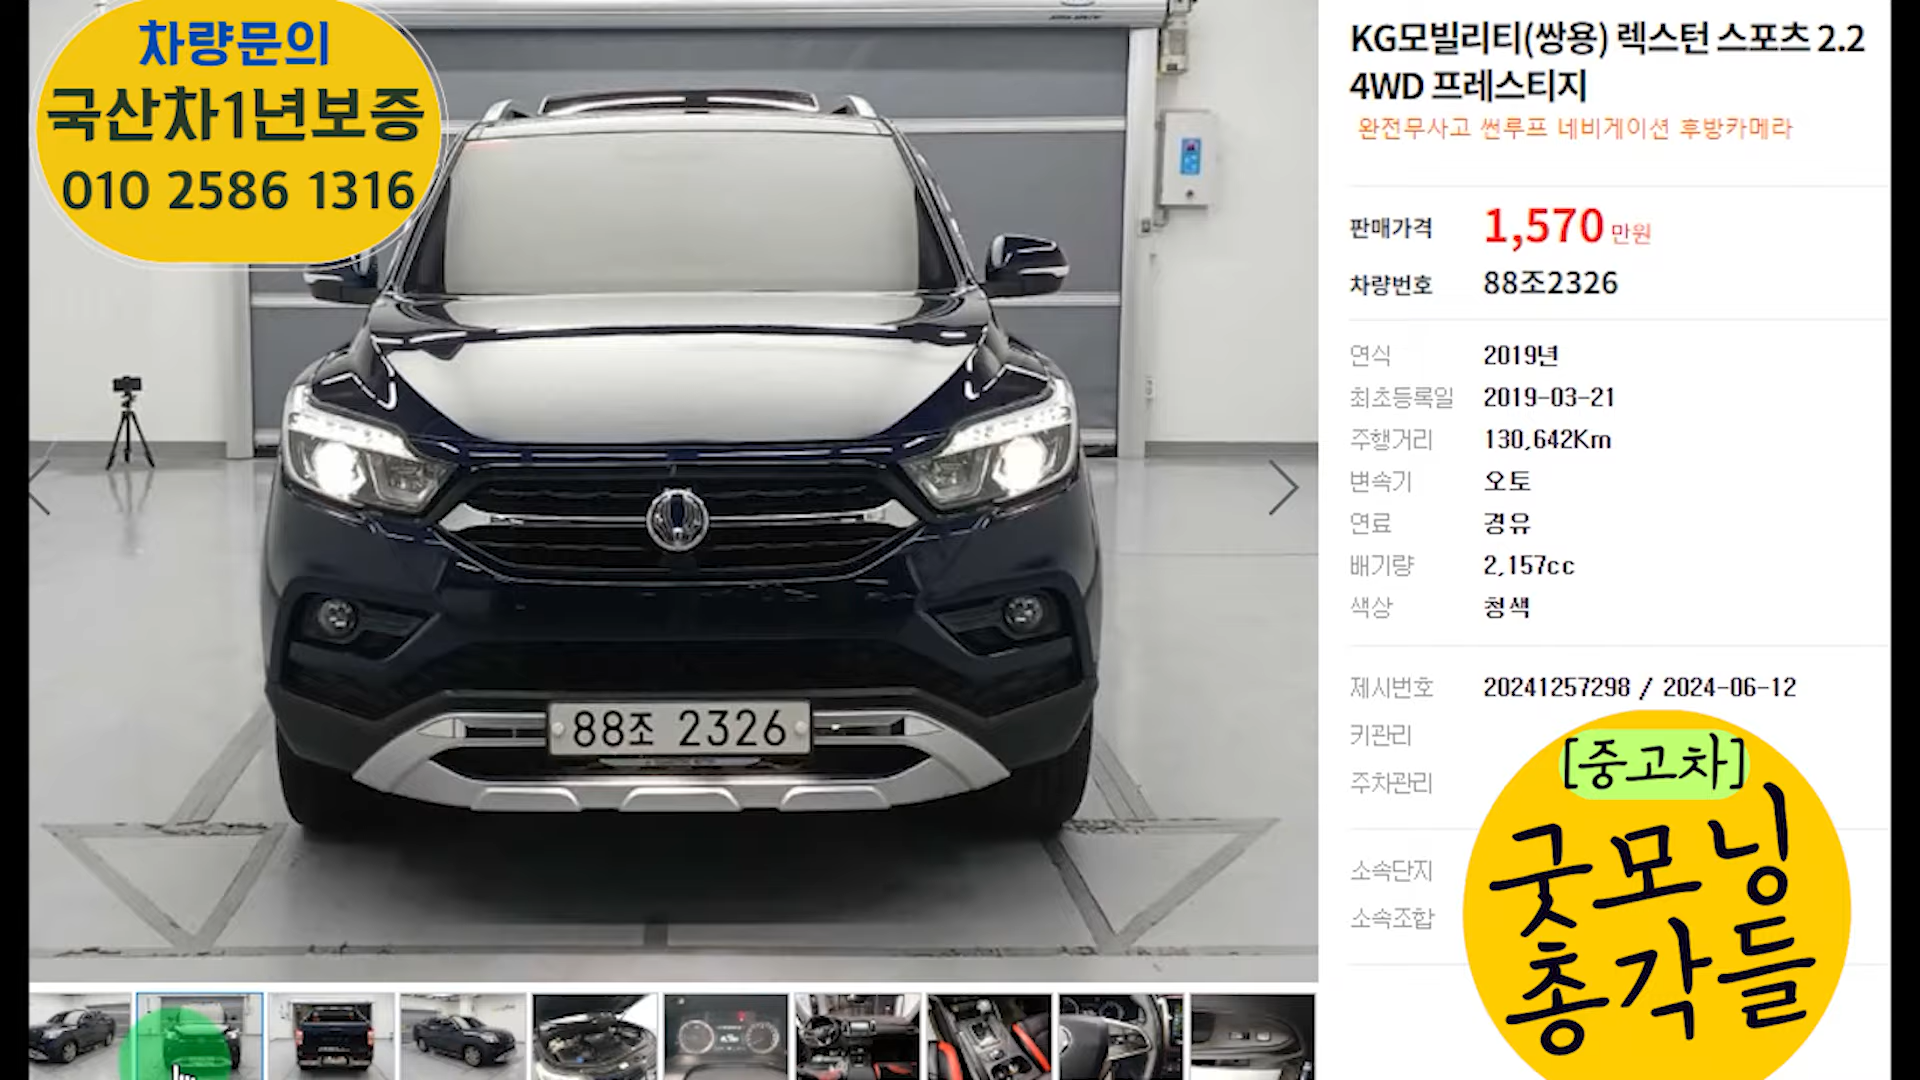 차량문의
국산차1년보증
010 2586 1316
88조 2326
KG모빌리티(쌍용) 렉스턴 스포츠 2.2
4WD 프레스티지
완전무사고 썬루프 네비게이션 후방카메라
판매가격 1,570 만원
차량번호 88조2326
연식 2019년
최초등록일 2019-03-21
주행거리 130,642Km
변속기 오토
연료 경유
배기량 2,157cc
색상 청색
제시번호 20241257298 / 2024-06-12
키관리
주차관리
소속단지
소속조합
[중고차]
굿모닝
총각들